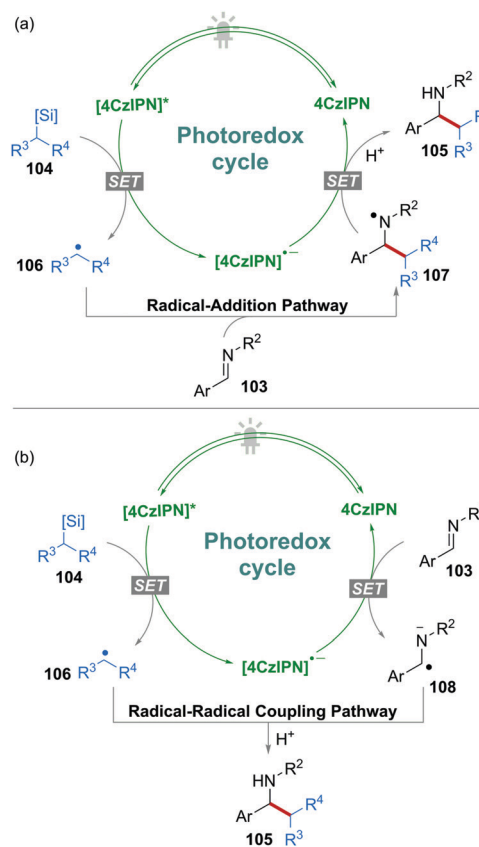 (a)
[Si]
R³ R⁴
104
[4CzIPN]*
4CzIPN
Photoredox
cycle
SET
SET
H⁺
HN R²
Ar
R³
105
106
R³ R⁴
[4CzIPN]•−
•N R²
Ar R⁴
R³
107
Radical-Addition Pathway
N R²
Ar
103
(b)
[Si]
R³ R⁴
104
[4CzIPN]*
4CzIPN
Photoredox
cycle
SET
SET
N
Ar
103
106
R³ R⁴
[4CzIPN]•−
N− R²
Ar •
108
Radical-Radical Coupling Pathway
H⁺
HN R²
Ar R⁴
R³
105